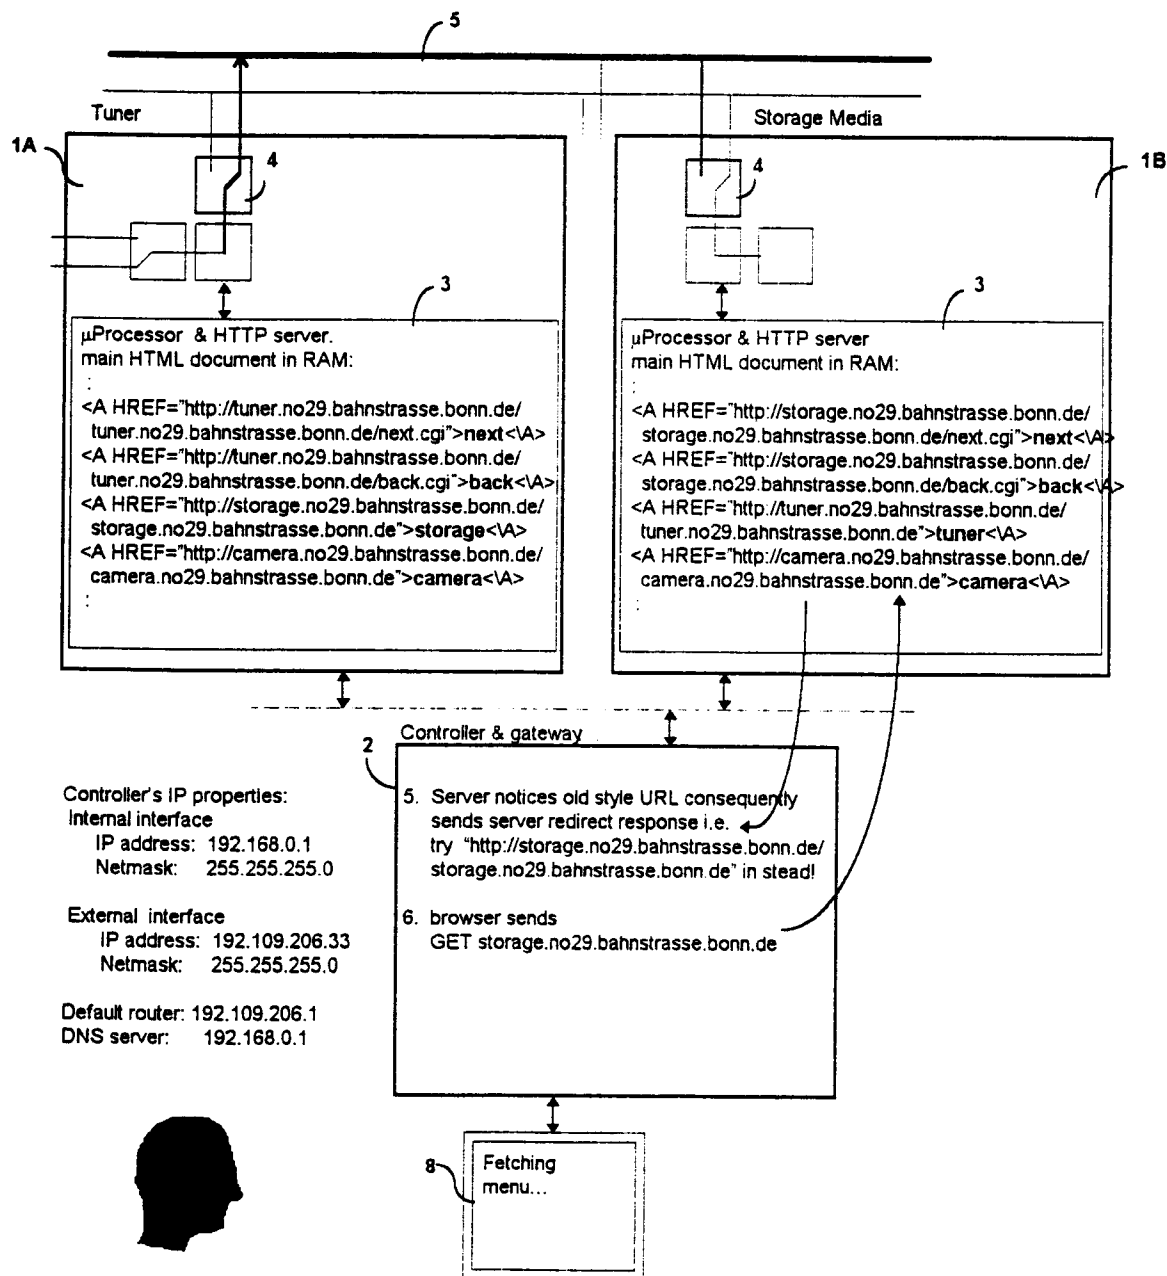 5
Tuner
Storage Media
1A
4
4
1B
3
3
µProcessor & HTTP server.
main HTML document in RAM:
:
<A HREF="http://tuner.no29.bahnstrasse.bonn.de/
tuner.no29.bahnstrasse.bonn.de/next.cgi">next<\A>
<A HREF="http://tuner.no29.bahnstrasse.bonn.de/
tuner.no29.bahnstrasse.bonn.de/back.cgi">back<\A>
<A HREF="http://storage.no29.bahnstrasse.bonn.de/
storage.no29.bahnstrasse.bonn.de">storage<\A>
<A HREF="http://camera.no29.bahnstrasse.bonn.de/
camera.no29.bahnstrasse.bonn.de">camera<\A>
:
µProcessor & HTTP server
main HTML document in RAM:
:
<A HREF="http://storage.no29.bahnstrasse.bonn.de/
storage.no29.bahnstrasse.bonn.de/next.cgi">next<\A>
<A HREF="http://storage.no29.bahnstrasse.bonn.de/
storage.no29.bahnstrasse.bonn.de/back.cgi">back<\A>
<A HREF="http://tuner.no29.bahnstrasse.bonn.de/
tuner.no29.bahnstrasse.bonn.de">tuner<\A>
<A HREF="http://camera.no29.bahnstrasse.bonn.de/
camera.no29.bahnstrasse.bonn.de">camera<\A>
:
Controller & gateway
2
5. Server notices old style URL consequently
sends server redirect response i.e.
try "http://storage.no29.bahnstrasse.bonn.de/
storage.no29.bahnstrasse.bonn.de" in stead!
6. browser sends
GET storage.no29.bahnstrasse.bonn.de
Controller's IP properties:
Internal interface
IP address: 192.168.0.1
Netmask: 255.255.255.0
External interface
IP address: 192.109.206.33
Netmask: 255.255.255.0
Default router: 192.109.206.1
DNS server: 192.168.0.1
8
Fetching
menu...